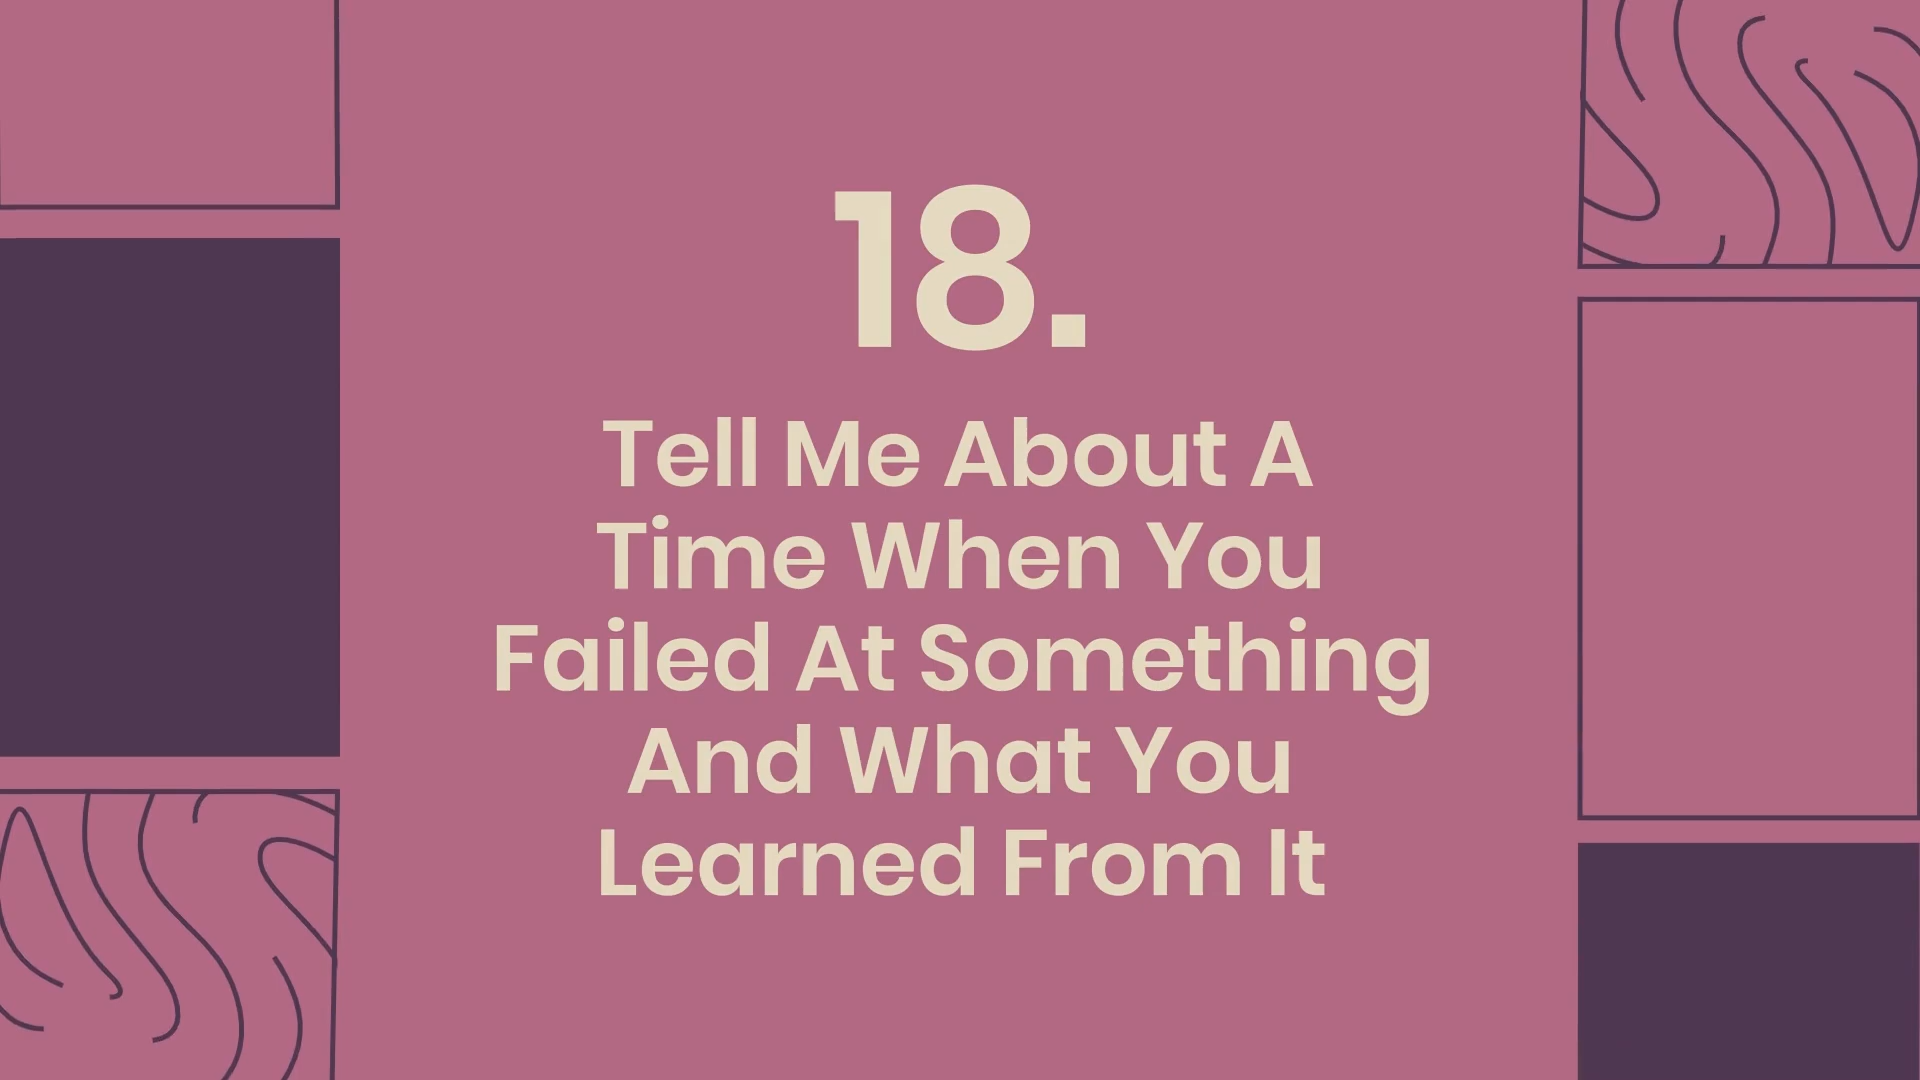 18.
Tell Me About A
Time When You
Failed At Something
And What You
Learned From It